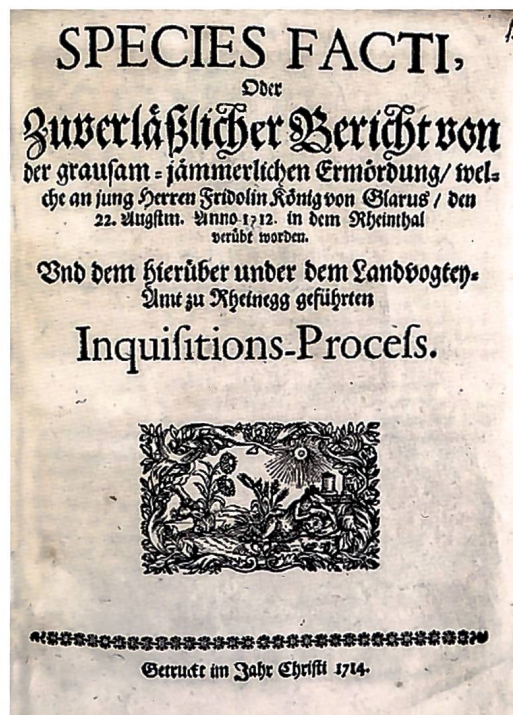 SPECIES FACTI,
Oder
Zuverläßlicher Bericht von
der grausam-jämmerlichen Ermördung/ wel-
che an jung Herren Fridolin König von Glarus / den
22. Augstm. Anno 1712. in dem Rheinthal
verübt worden.
Vnd dem hierüber under dem Landvogtey-
Amt zu Rheinegg geführten
Inquiſitions-Proceſs.
Getruckt im Jahr Christi 1714.